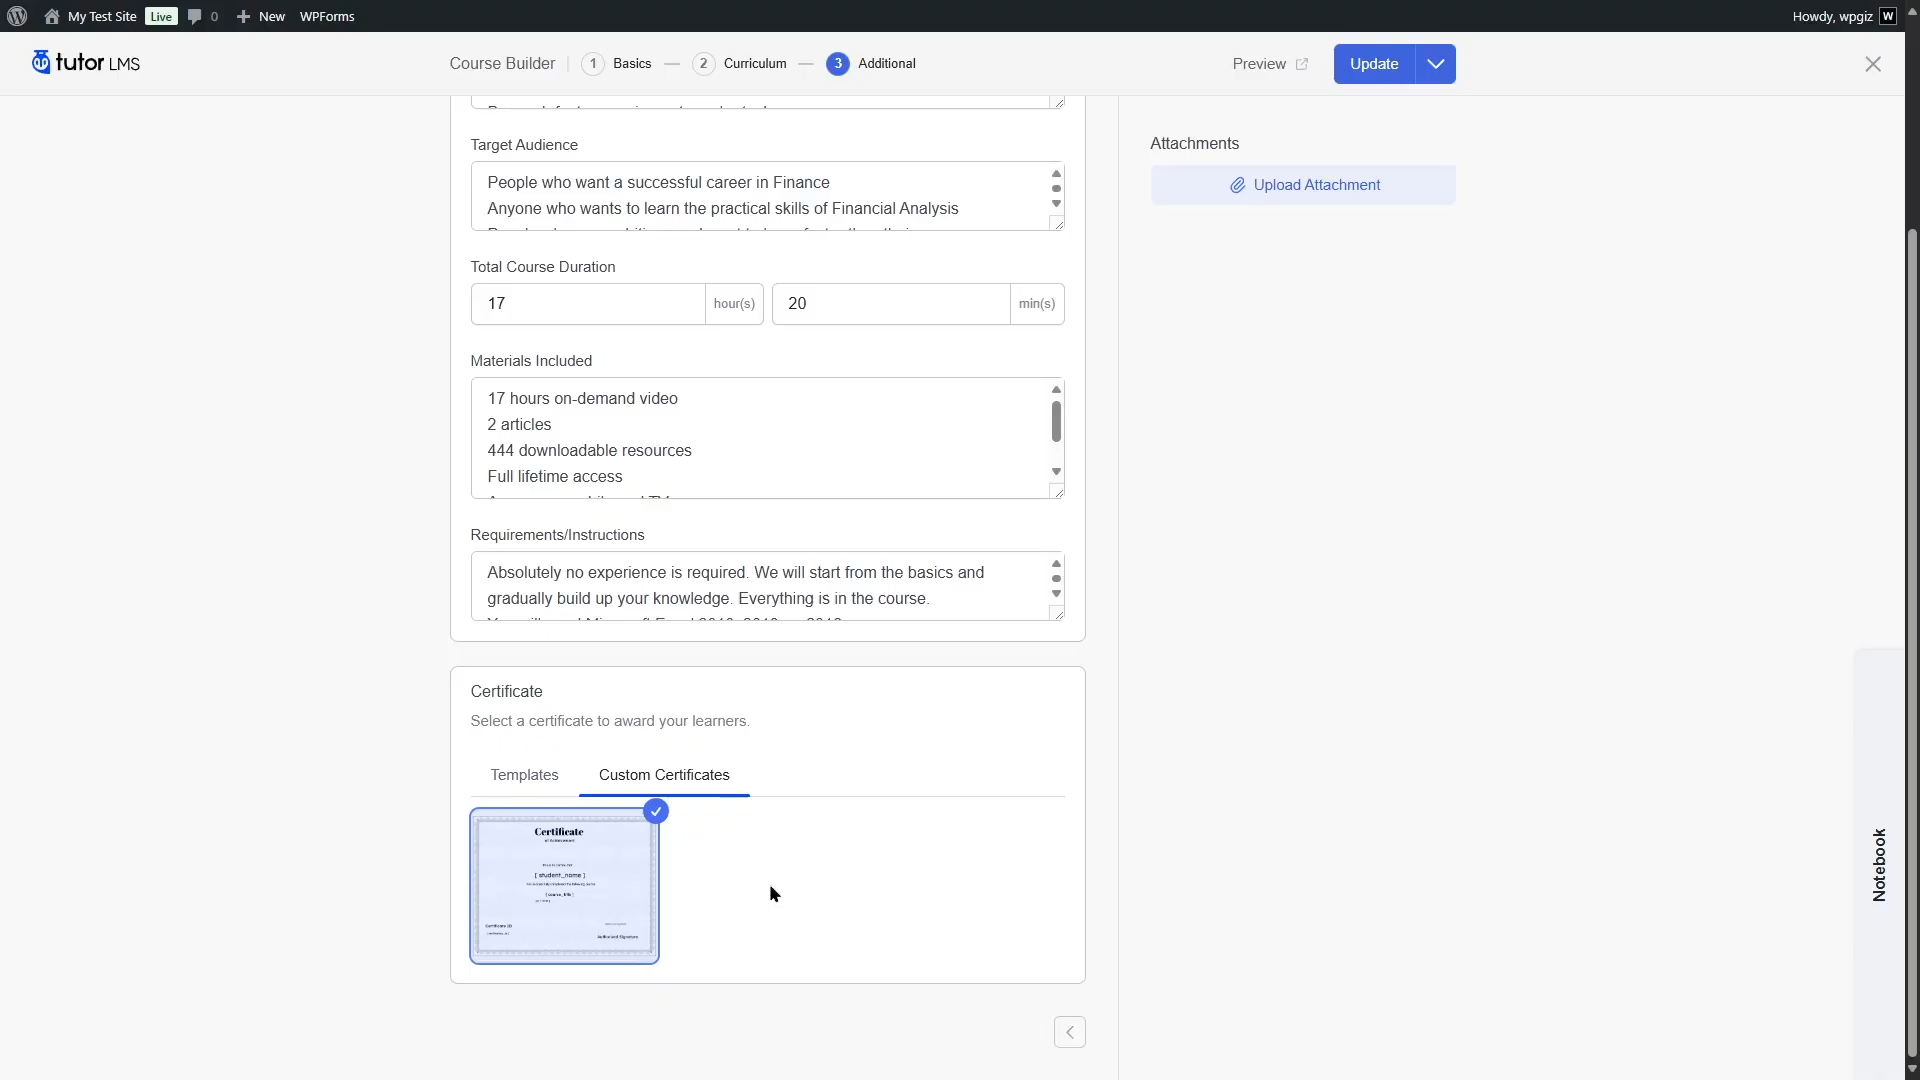 My Test Site Live 0 New WPForms
Howdy, wpgiz W
tutor LMS
Course Builder 1 Basics 2 Curriculum 3 Additional
Preview
Update
Target Audience
People who want a successful career in Finance
Anyone who wants to learn the practical skills of Financial Analysis
Total Course Duration
17 hour(s) 20 min(s)
Materials Included
17 hours on-demand video
2 articles
444 downloadable resources
Full lifetime access
Requirements/Instructions
Absolutely no experience is required. We will start from the basics and
gradually build up your knowledge. Everything is in the course.
Certificate
Select a certificate to award your learners.
Templates Custom Certificates
Certificate
[ student_name ]
Certificate ID
Authorised Signature
Attachments
Upload Attachment
Notebook